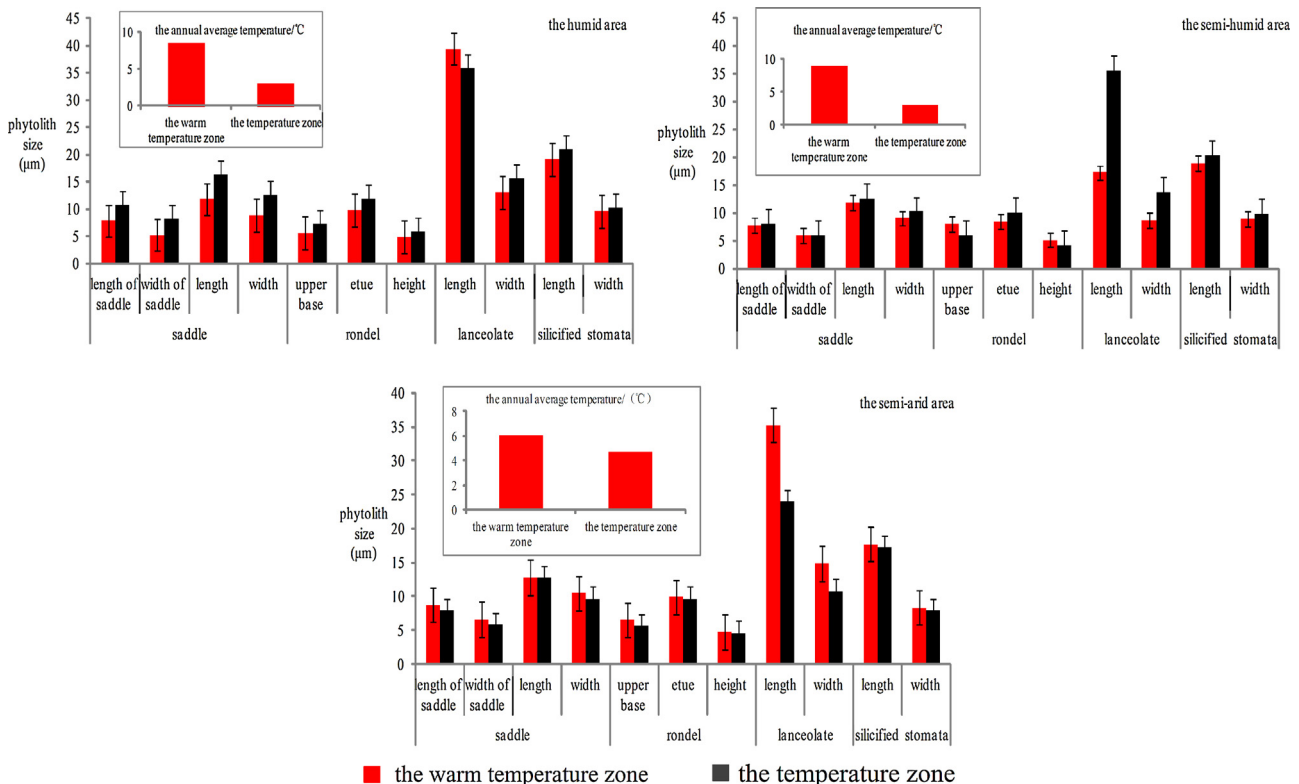 the humid area
the annual average temperature/℃
10
5
0
the warm
temperature zone
the temperature zone
45
40
35
30
25
20
15
10
5
0
phytolith
size
(μm)
length of
saddle
width of
saddle
length
width
upper
base
etue
height
length
width
length
width
saddle
rondel
lanceolate
silicified stomata
the semi-humid area
the annual average temperature/℃
10
5
0
the warm
temperature zone
the temperature zone
45
40
35
30
25
20
15
10
5
0
phytolith
size
(μm)
length of
saddle
width of
saddle
length
width
upper
base
etue
height
length
width
length
width
saddle
rondel
lanceolate
silicified stomata
the semi-arid area
the annual average temperature/（℃）
8
6
4
2
0
the warm temperature
zone
the temperature zone
40
35
30
25
20
15
10
5
0
phytolith
size
(μm)
length of
saddle
width of
saddle
length
width
upper
base
etue
height
length
width
length
width
saddle
rondel
lanceolate
silicified stomata
the warm temperature zone
the temperature zone